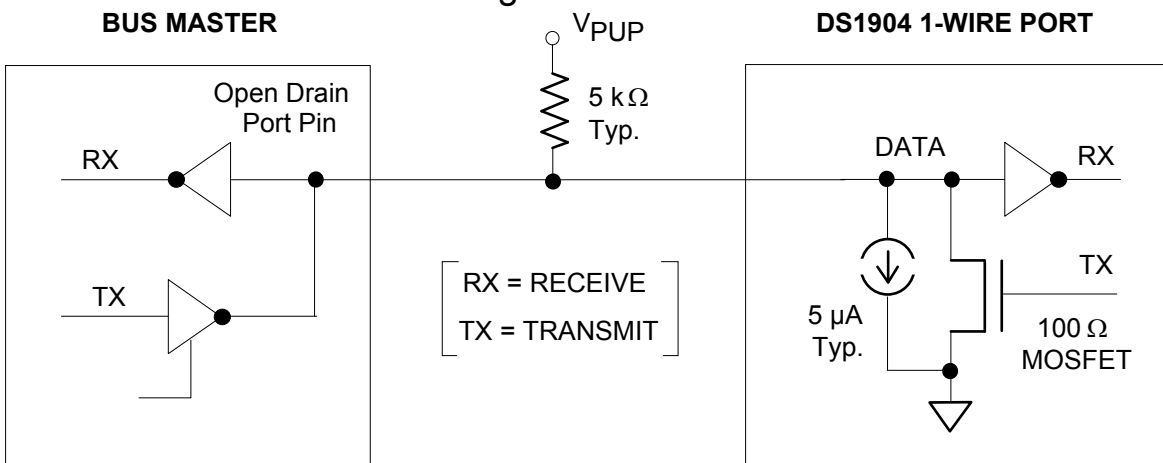 BUS MASTER
VPUP
DS1904 1-WIRE PORT
Open Drain
Port Pin
5 kΩ
Typ.
RX
DATA
RX
TX
RX = RECEIVE
TX = TRANSMIT
TX
5 µA
Typ.
100 Ω
MOSFET